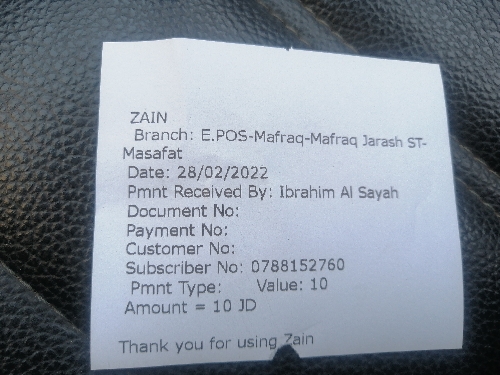 ZAIN
Branch: E.POS-Mafraq-Mafraq Jarash ST-
Masafat
Date: 28/02/2022
Pmnt Received By: Ibrahim Al Sayah
Document No:
Payment No:
Customer No:
Subscriber No: 0788152760
Pmnt Type: Value: 10
Amount = 10 JD
Thank you for using Zain